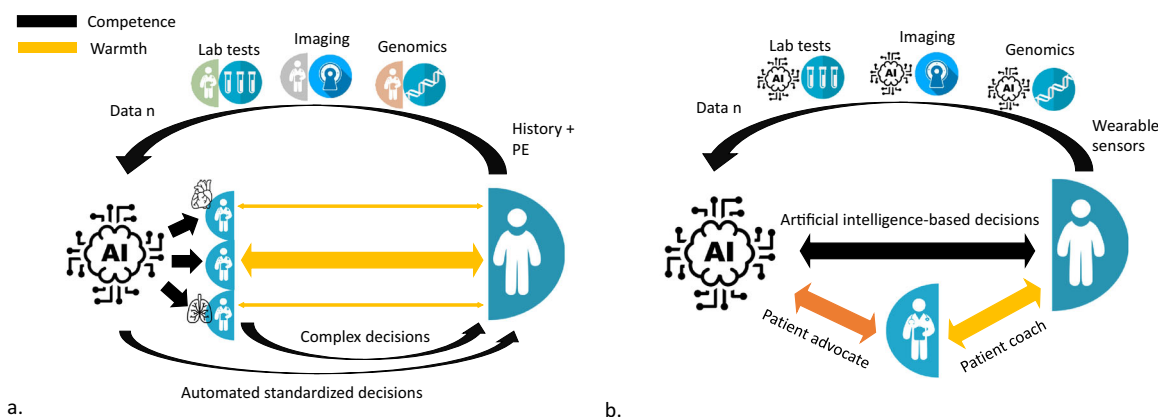 Competence
Warmth
Lab tests
Imaging
Genomics
Data n
History +
PE
AI
Complex decisions
Automated standardized decisions
a.
Lab tests
Imaging
Genomics
AI
AI
AI
Data n
Wearable
sensors
Artificial intelligence-based decisions
AI
Patient advocate
Patient coach
b.